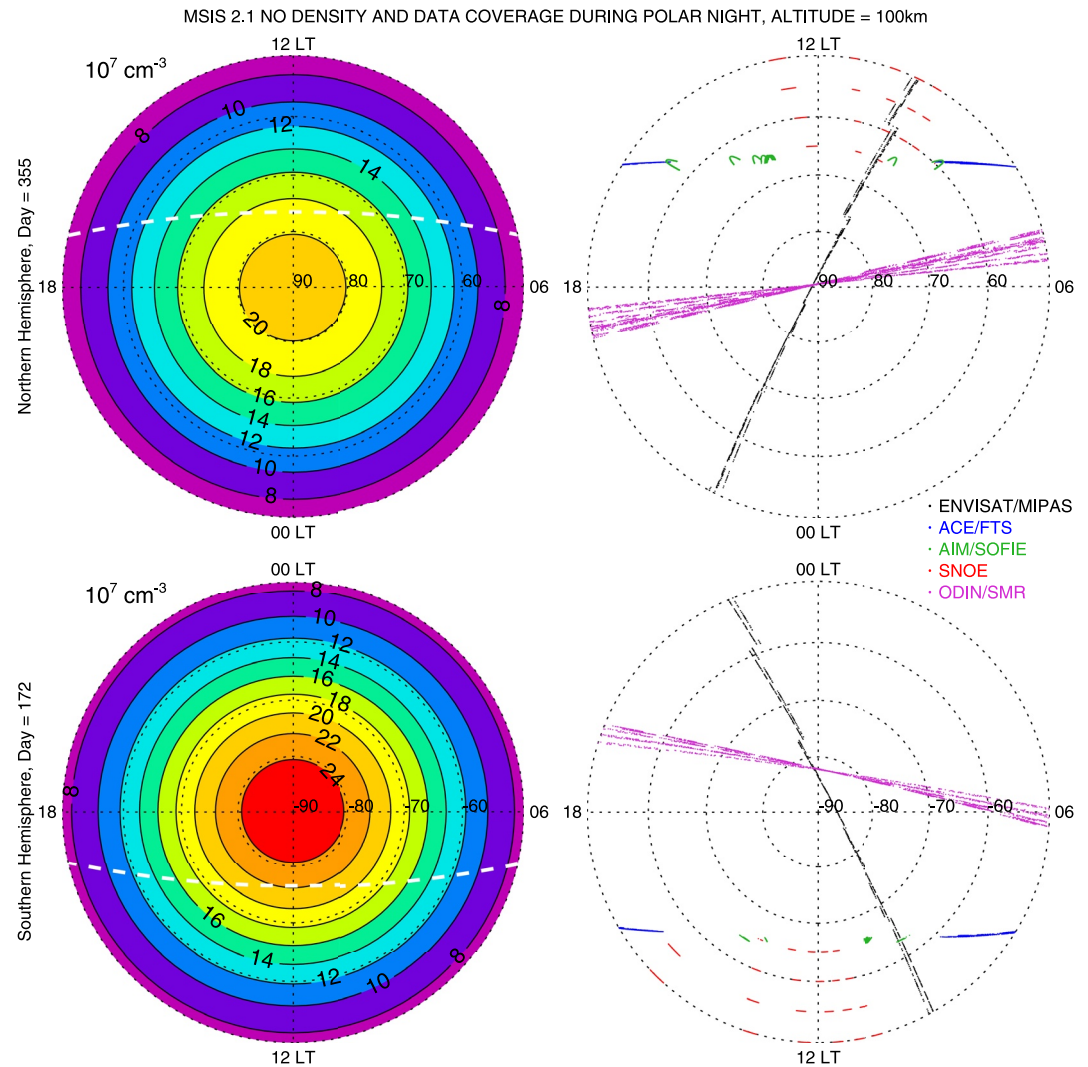 MSIS 2.1 NO DENSITY AND DATA COVERAGE DURING POLAR NIGHT, ALTITUDE = 100km
12 LT
12 LT
10⁷ cm⁻³
8
10
12
14
Northern Hemisphere, Day = 355
18
90
80
70
60
06
18
90
80
70
60
06
8
20
18
16
14
12
10
8
00 LT
00 LT
· ENVISAT/MIPAS
· ACE/FTS
· AIM/SOFIE
· SNOE
· ODIN/SMR
00 LT
00 LT
10⁷ cm⁻³
8
10
12
14
16
18
20
22
24
Southern Hemisphere, Day = 172
8
18
-90
-80
-70
-60
06
18
-90
-80
-70
-60
06
16
14
12
10
8
12 LT
12 LT